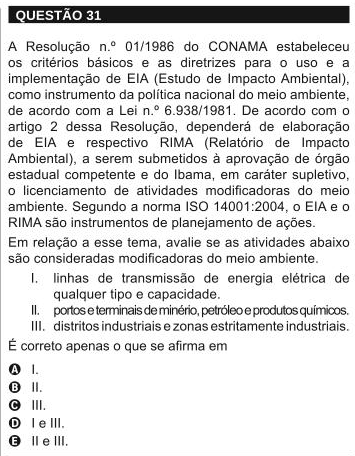 QUESTÃO 31
A Resolução n.º 01/1986 do CONAMA estabeleceu
os critérios básicos e as diretrizes para o uso e a
implementação de EIA (Estudo de Impacto Ambiental),
como instrumento da política nacional do meio ambiente,
de acordo com a Lei n.º 6.938/1981. De acordo com o
artigo 2 dessa Resolução, dependerá de elaboração
de EIA e respectivo RIMA (Relatório de Impacto
Ambiental), a serem submetidos à aprovação de órgão
estadual competente e do Ibama, em caráter supletivo,
o licenciamento de atividades modificadoras do meio
ambiente. Segundo a norma ISO 14001:2004, o EIA e o
RIMA são instrumentos de planejamento de ações.
Em relação a esse tema, avalie se as atividades abaixo
são consideradas modificadoras do meio ambiente.
I. linhas de transmissão de energia elétrica de
qualquer tipo e capacidade.
II. portos e terminais de minério, petróleo e produtos químicos.
III. distritos industriais e zonas estritamente industriais.
É correto apenas o que se afirma em
A I.
B II.
C III.
D I e III.
E II e III.